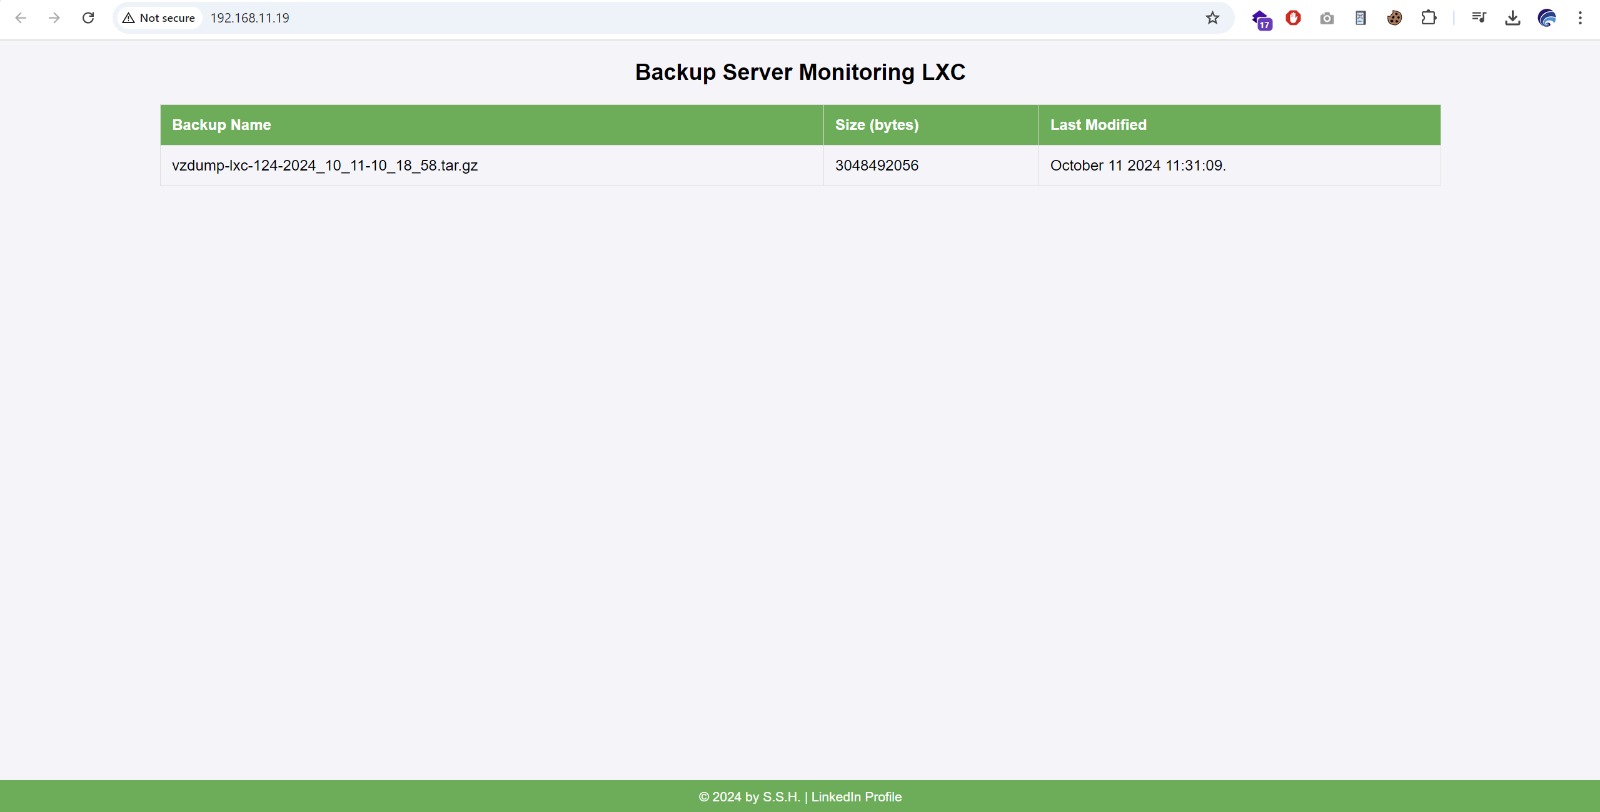 Not secure 192.168.11.19
17
Backup Server Monitoring LXC
Backup Name Size (bytes) Last Modified
vzdump-lxc-124-2024_10_11-10_18_58.tar.gz 3048492056 October 11 2024 11:31:09.
© 2024 by S.S.H. | LinkedIn Profile